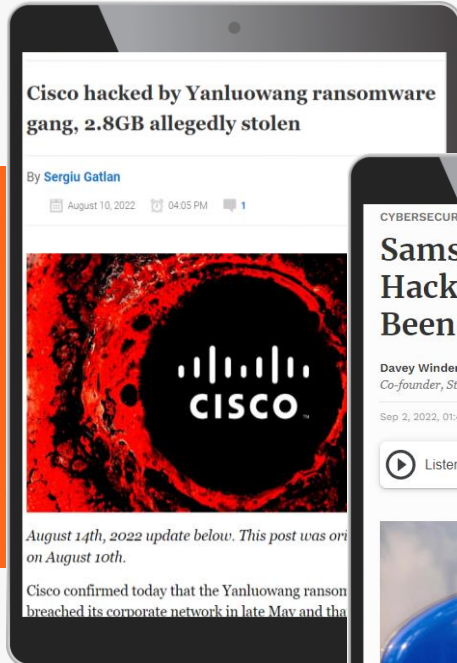 Cisco hacked by Yanluowang ransomware
gang, 2.8GB allegedly stolen
By Sergiu Gatlan
August 10, 2022 04:05 PM 1
CISCO
August 14th, 2022 update below. This post was ori
on August 10th.
Cisco confirmed today that the Yanluowang ransom
breached its corporate network in late May and tha
CYBERSECUR
Sams
Hack
Been
Davey Winder
Co-founder, St
Sep 2, 2022, 01:
Listen